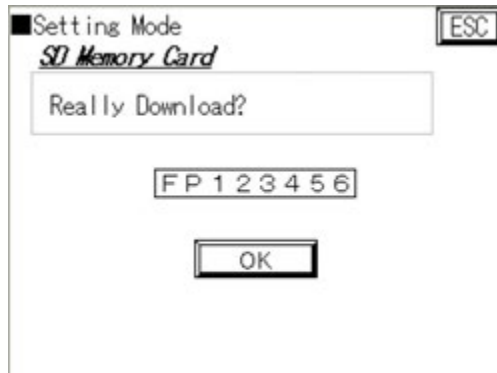 ■Setting Mode
ESC
SD Memory Card
Really Download?
FP123456
OK